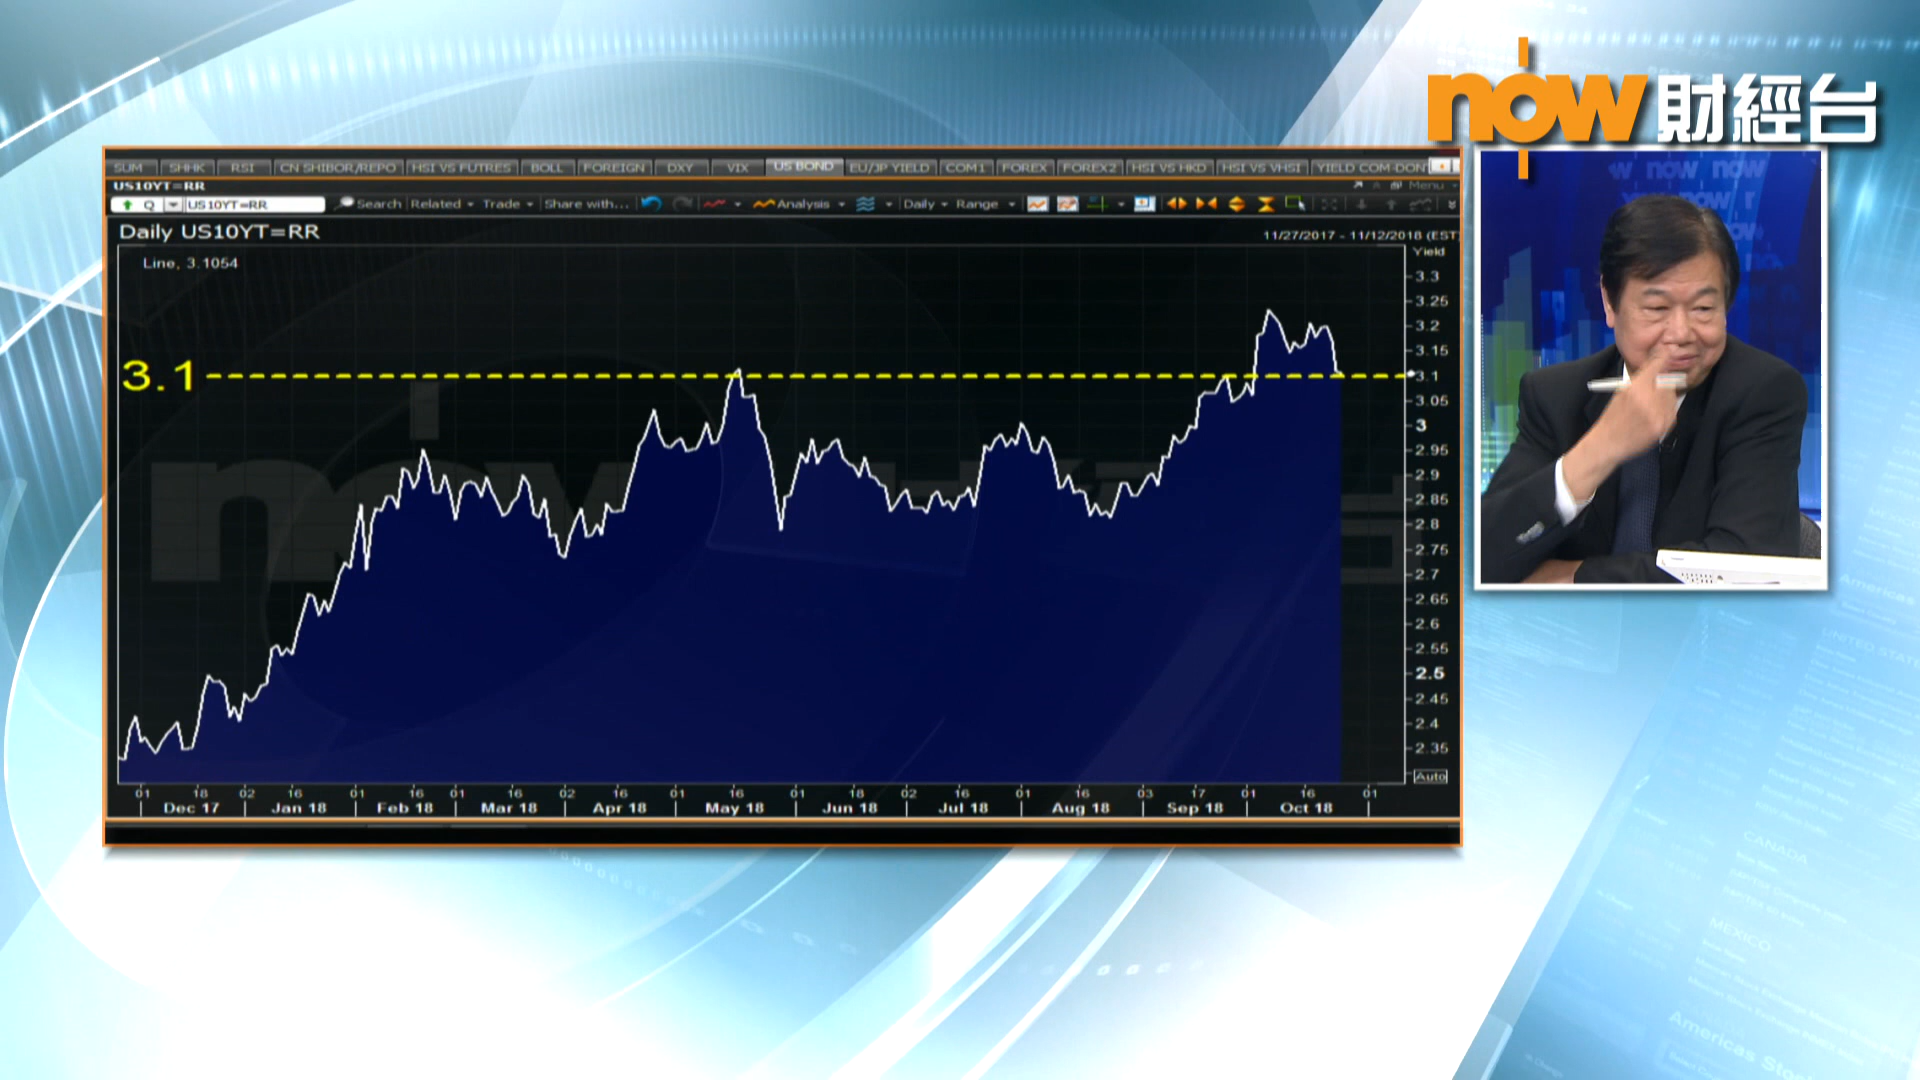 now 財經台
SUM SHHK RSI CN SHIBOR/REPO HSI VS FUTRES BOLL FOREIGN DXY VIX US BOND EU/JP YIELD COM1 FOREX FOREX2 HSI VS HKD HSI VS VHSI YIELD COM-DON
US10YT=RR Menu
Q US10YT=RR Search Related Trade Share with... Analysis Daily Range
Daily US10YT=RR 11/27/2017 - 11/12/2018 (EST
Line, 3.1054 Yield
3.3
3.25
3.2
3.15
3.1 3.1
3.05
3
2.95
2.9
2.85
2.8
2.75
2.7
2.65
2.6
2.55
2.5
2.45
2.4
2.35
Auto
01 18 02 16 01 16 01 16 02 16 01 16 01 18 02 16 01 16 03 17 01 16 01
Dec 17 Jan 18 Feb 18 Mar 18 Apr 18 May 18 Jun 18 Jul 18 Aug 18 Sep 18 Oct 18
CANADA
MEXICO
Americas Sto